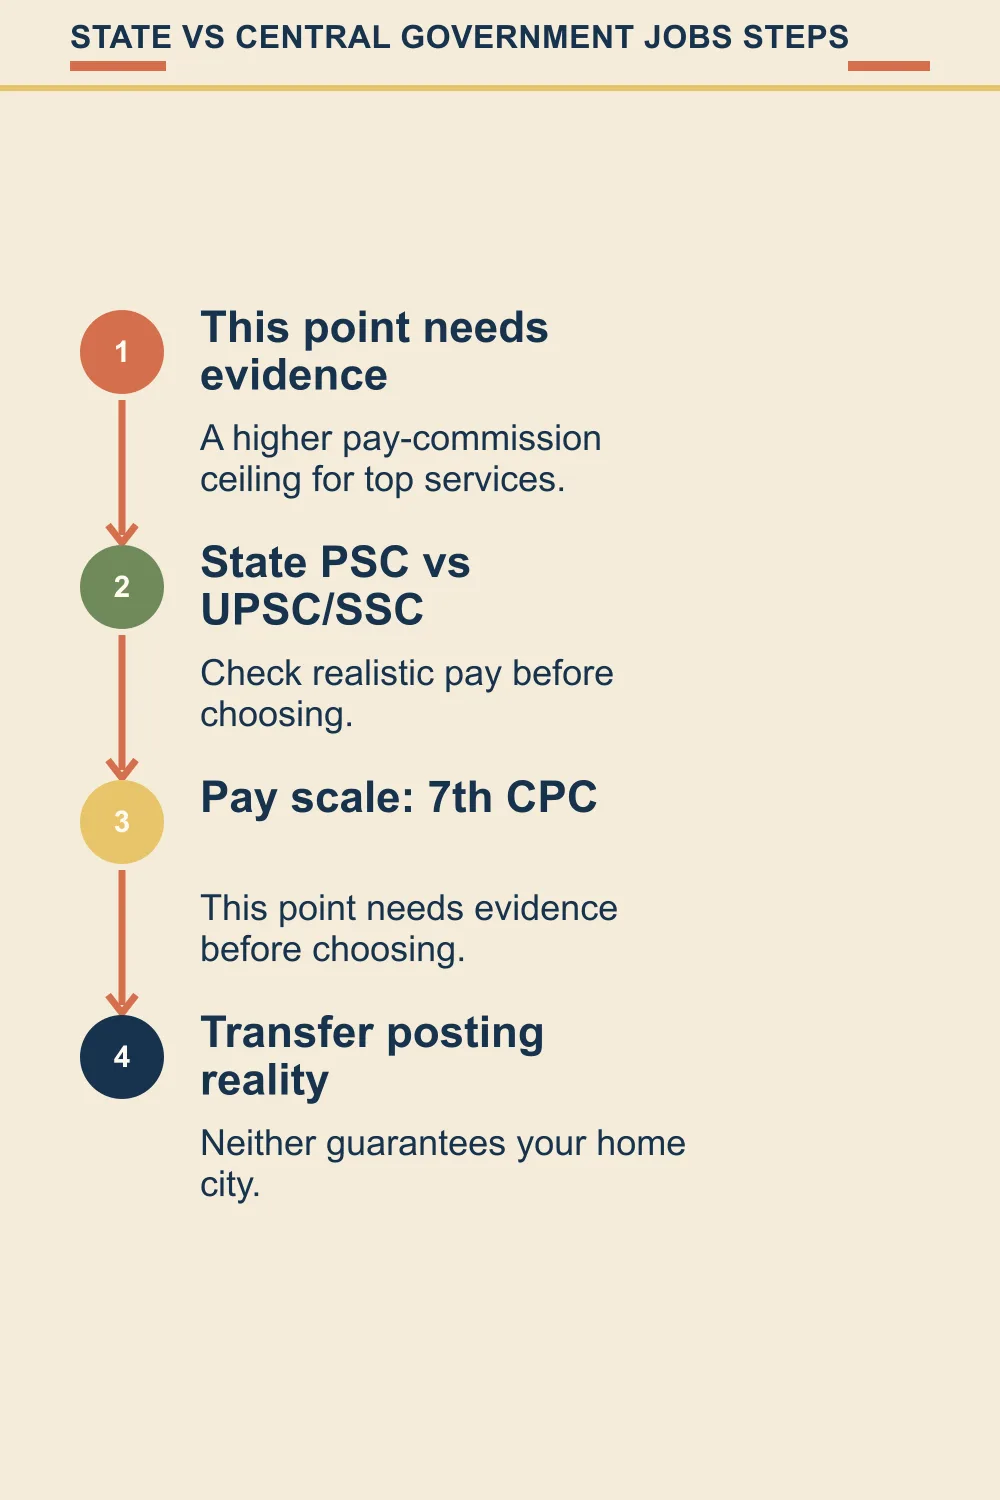 STATE VS CENTRAL GOVERNMENT JOBS STEPS
1
This point needs
evidence
A higher pay-commission
ceiling for top services.
2
State PSC vs
UPSC/SSC
Check realistic pay before
choosing.
3
Pay scale: 7th CPC
This point needs evidence
before choosing.
4
Transfer posting
reality
Neither guarantees your home
city.